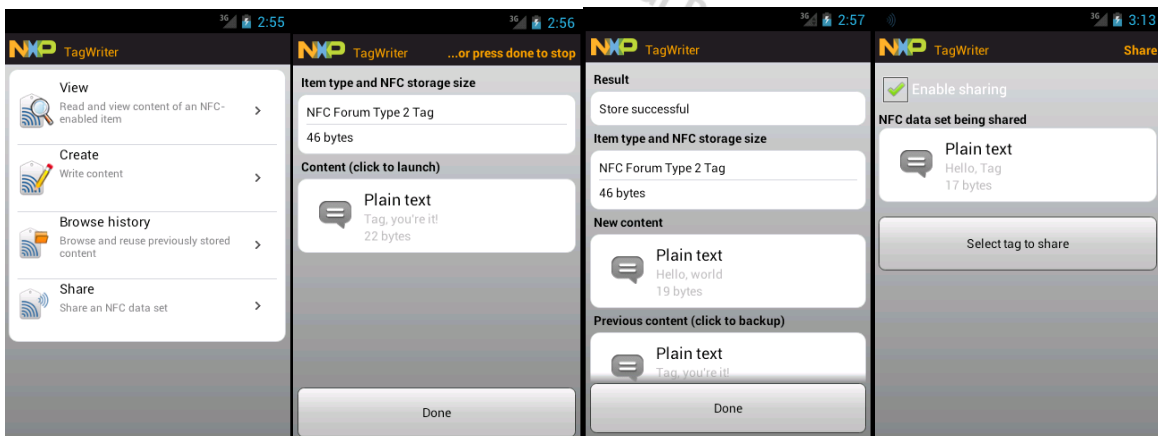 3G 2:55
NXP TagWriter
View
Read and view content of an NFC-
enabled item
Create
Write content
Browse history
Browse and reuse previously stored
content
Share
Share an NFC data set
3G 2:56
NXP TagWriter ...or press done to stop
Item type and NFC storage size
NFC Forum Type 2 Tag
46 bytes
Content (click to launch)
Plain text
Tag, you're it!
22 bytes
Done
3G 2:57
NXP TagWriter
Result
Store successful
Item type and NFC storage size
NFC Forum Type 2 Tag
46 bytes
New content
Plain text
Hello, world
19 bytes
Previous content (click to backup)
Plain text
Tag, you're it!
Done
3G 3:13
NXP TagWriter Share
Enable sharing
NFC data set being shared
Plain text
Hello, Tag
17 bytes
Select tag to share